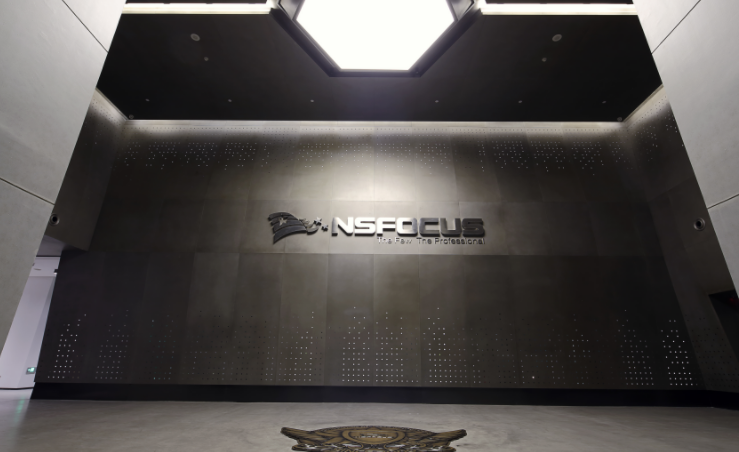 NSFOCUS
The Few The Professional